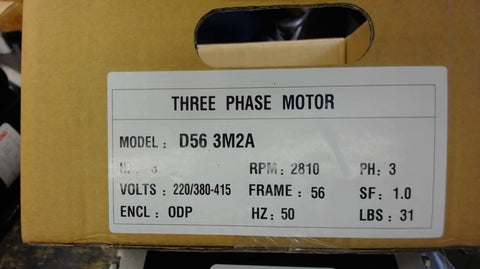 THREE PHASE MOTOR
MODEL: D56 3M2A
HP: 3 RPM: 2810 PH: 3
VOLTS: 220/380-415 FRAME: 56 SF: 1.0
ENCL: ODP HZ: 50 LBS: 31